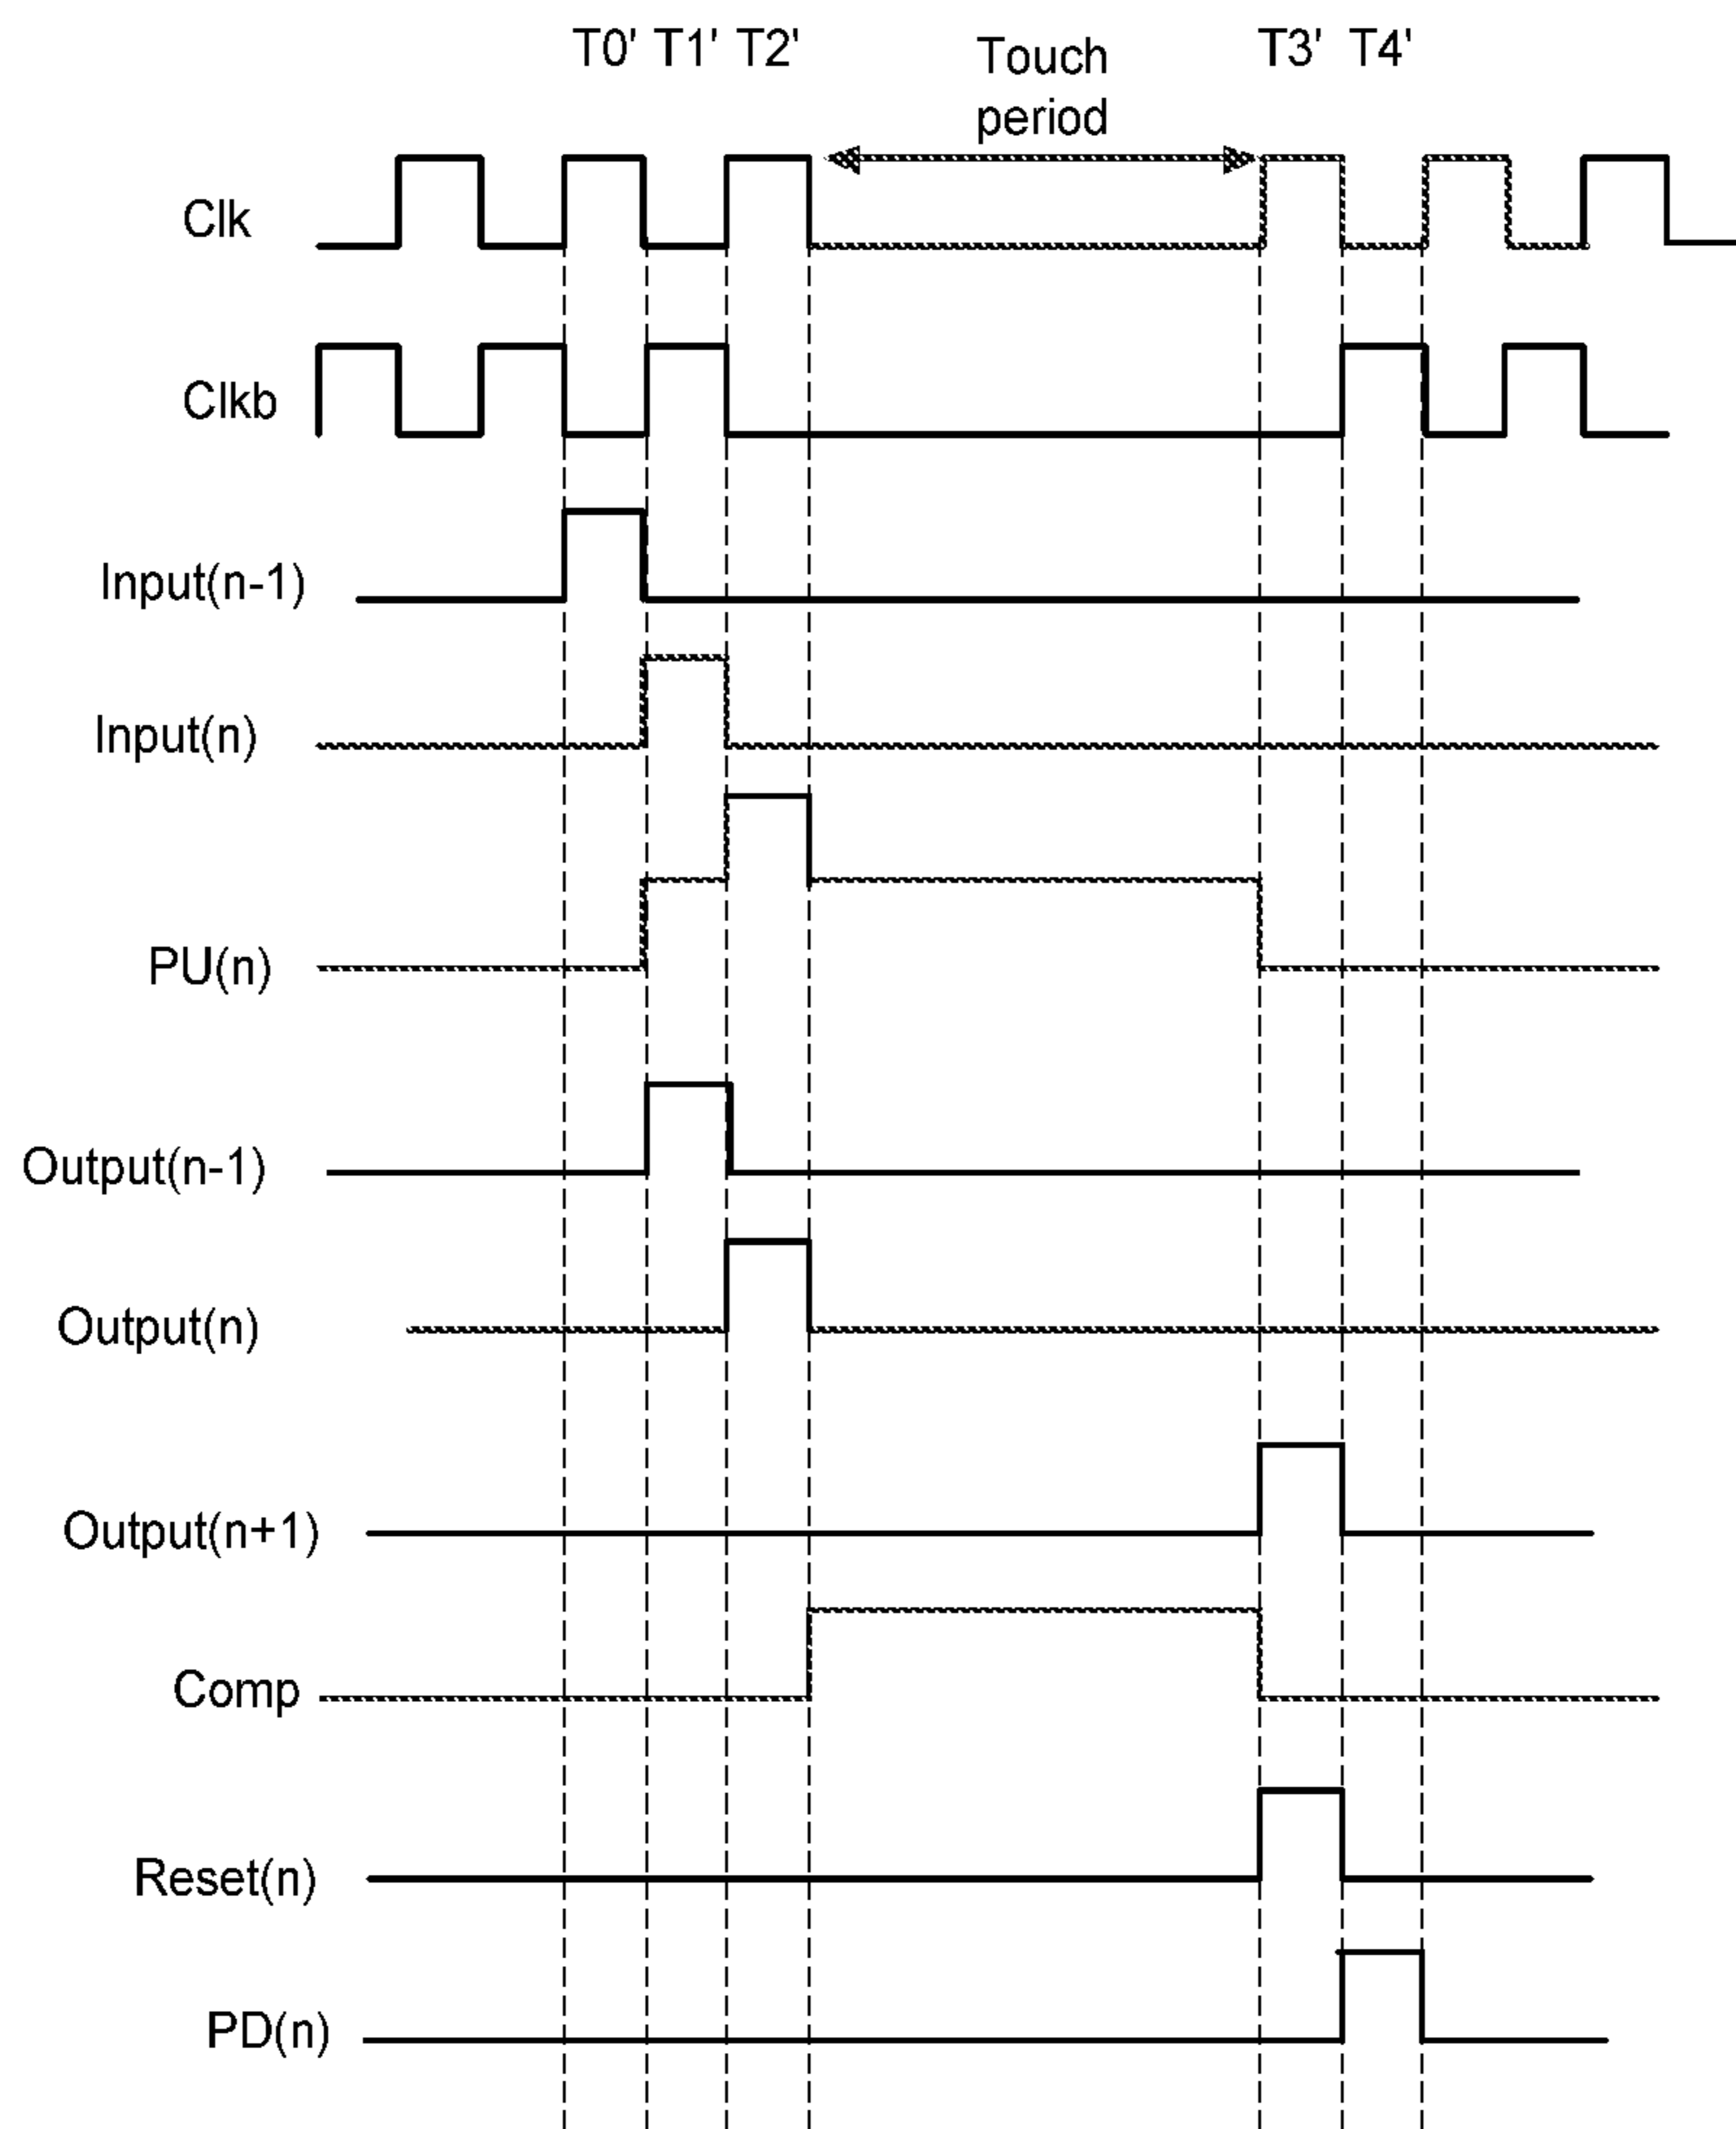 T0' T1' T2' Touch period T3' T4'
Clk
Clkb
Input(n-1)
Input(n)
PU(n)
Output(n-1)
Output(n)
Output(n+1)
Comp
Reset(n)
PD(n)